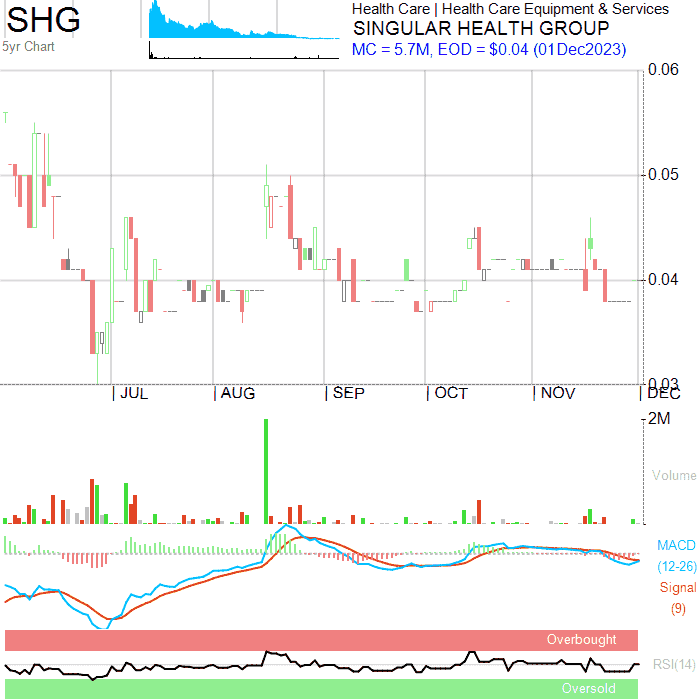 SHG
5yr Chart
Health Care | Health Care Equipment & Services
SINGULAR HEALTH GROUP
MC = 5.7M, EOD = $0.04 (01Dec2023)
0.06
0.05
0.04
0.03
JUL
AUG
SEP
OCT
NOV
DEC
2M
Volume
MACD
(12-26)
Signal
(9)
Overbought
RSI(14)
Oversold